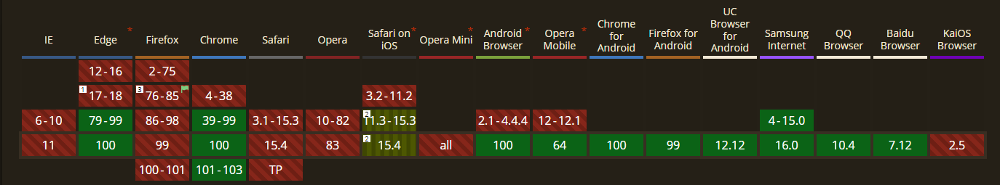 IE Edge * Firefox Chrome Safari Opera Safari on iOS * Opera Mini * Android Browser * Opera Mobile * Chrome for Android Firefox for Android UC Browser for Android Samsung Internet QQ Browser Baidu Browser KaiOS Browser
12-16 2-75
1 17-18 3 76-85 4-38 3.2-11.2
6-10 79-99 86-98 39-99 3.1-15.3 10-82 2 11.3-15.3 2.1-4.4.4 12-12.1 4-15.0
11 100 99 100 15.4 83 2 15.4 all 100 64 100 99 12.12 16.0 10.4 7.12 2.5
100-101 101-103 TP